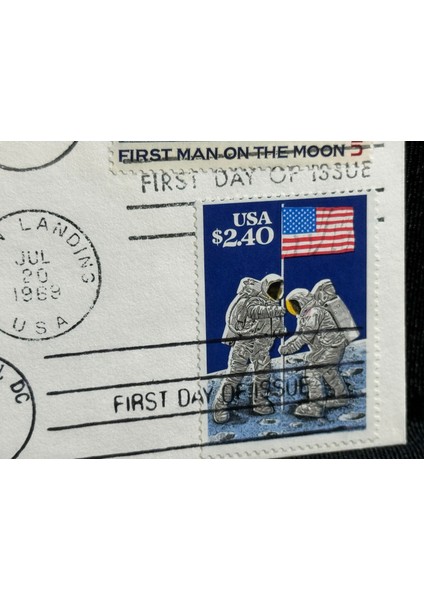 FIRST MAN ON THE MOON
FIRST DAY OF ISSUE
LANDING
JUL
20
1969
USA
DC
USA
$2.40
FIRST DAY OF ISSUE